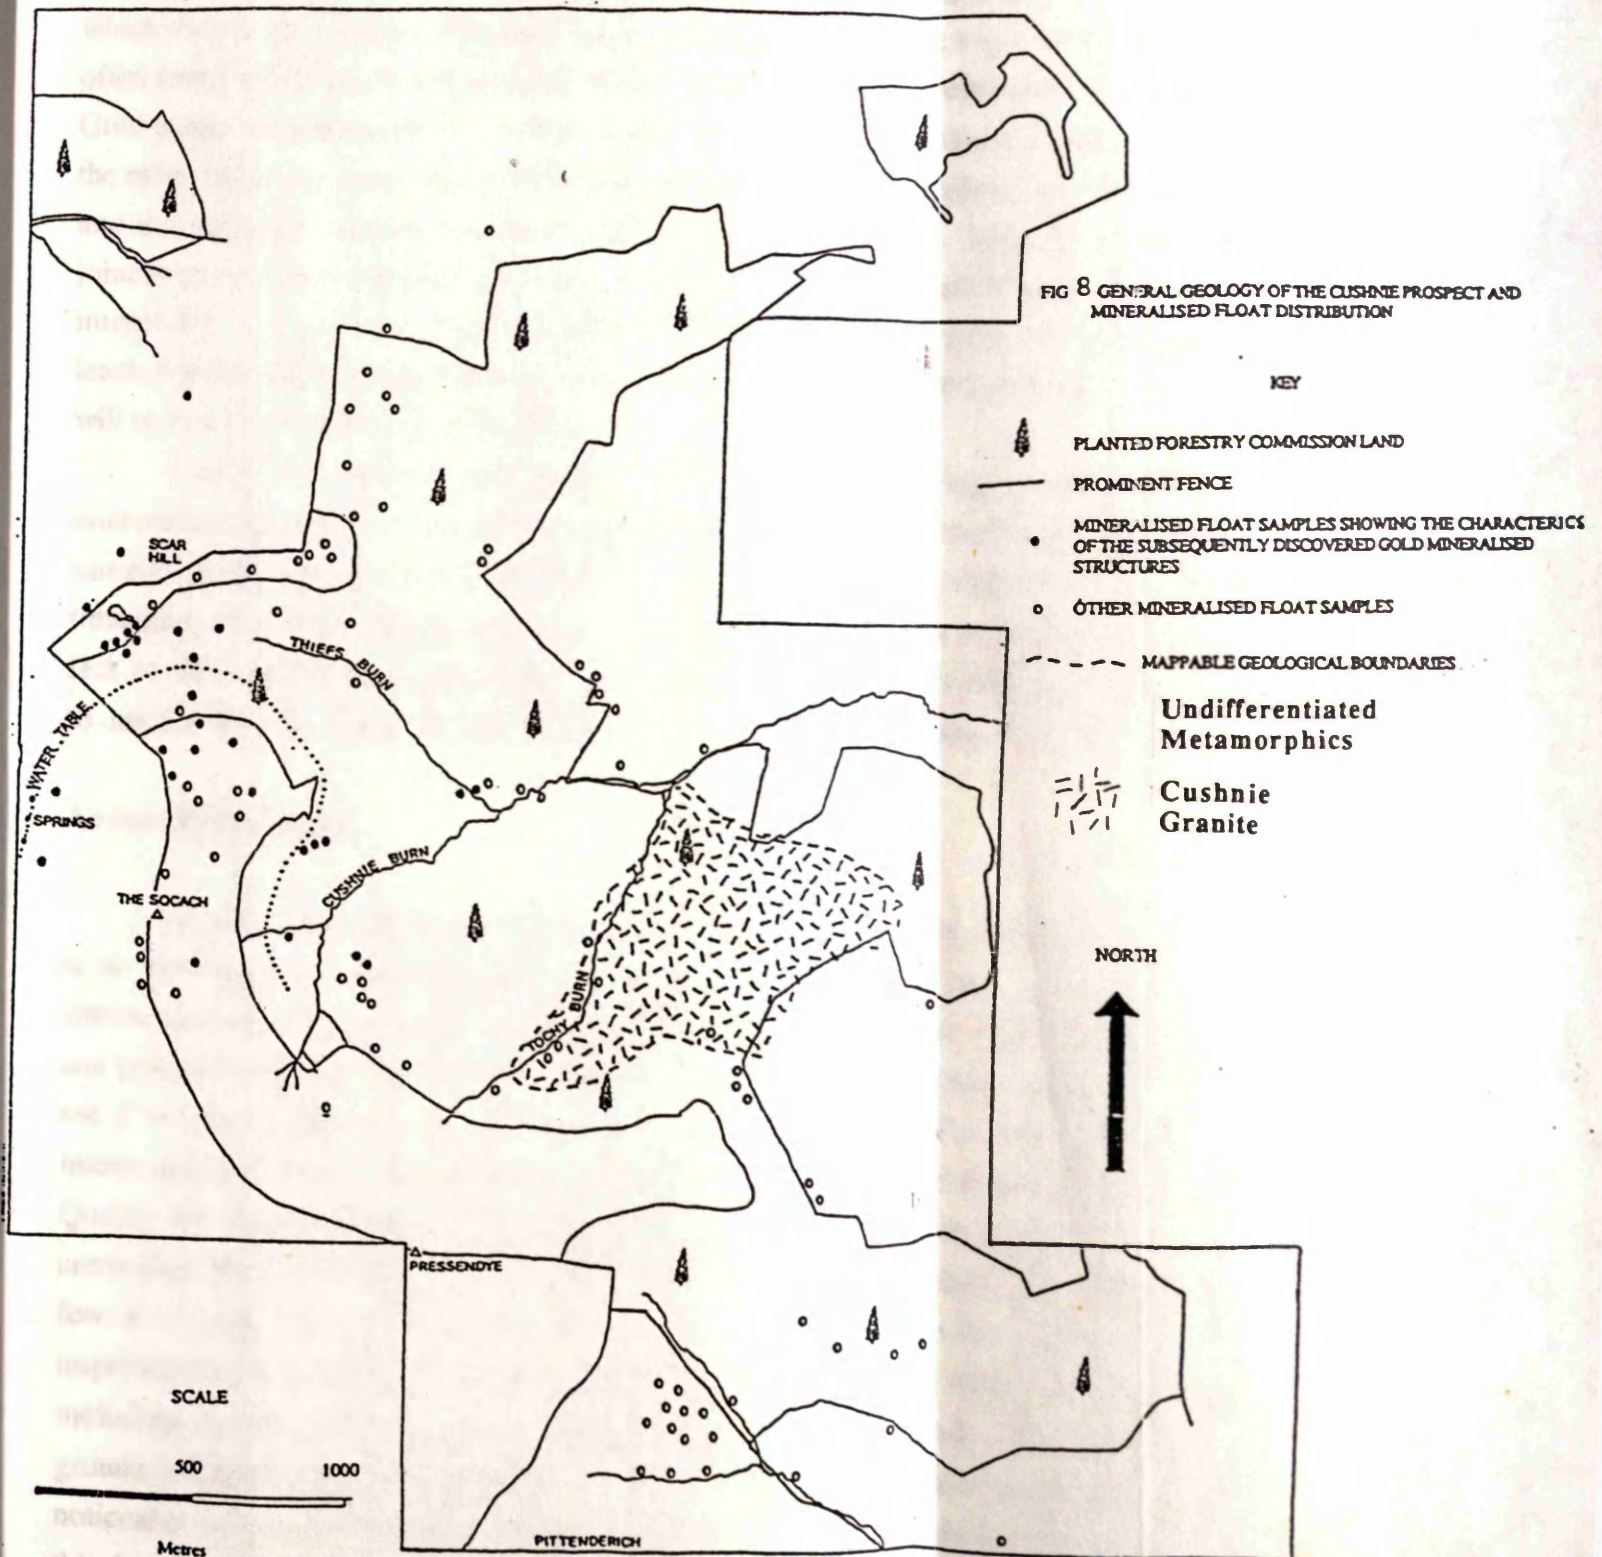 FIG 8 GENERAL GEOLOGY OF THE CUSHNIE PROSPECT AND
MINERALISED FLOAT DISTRIBUTION
KEY
PLANTED FORESTRY COMMISSION LAND
PROMINENT FENCE
MINERALISED FLOAT SAMPLES SHOWING THE CHARACTERICS
OF THE SUBSEQUENTLY DISCOVERED GOLD MINERALISED
STRUCTURES
OTHER MINERALISED FLOAT SAMPLES
MAPPABLE GEOLOGICAL BOUNDARIES
Undifferentiated
Metamorphics
Cushnie
Granite
NORTH
SCAR
HILL
THIEFS BURN
WATER TABLE
SPRINGS
CUSHNIE BURN
THE SOCACH
TOCHY BURN
PRESSENDYE
SCALE
500 1000
Metres
PITTENDERICH